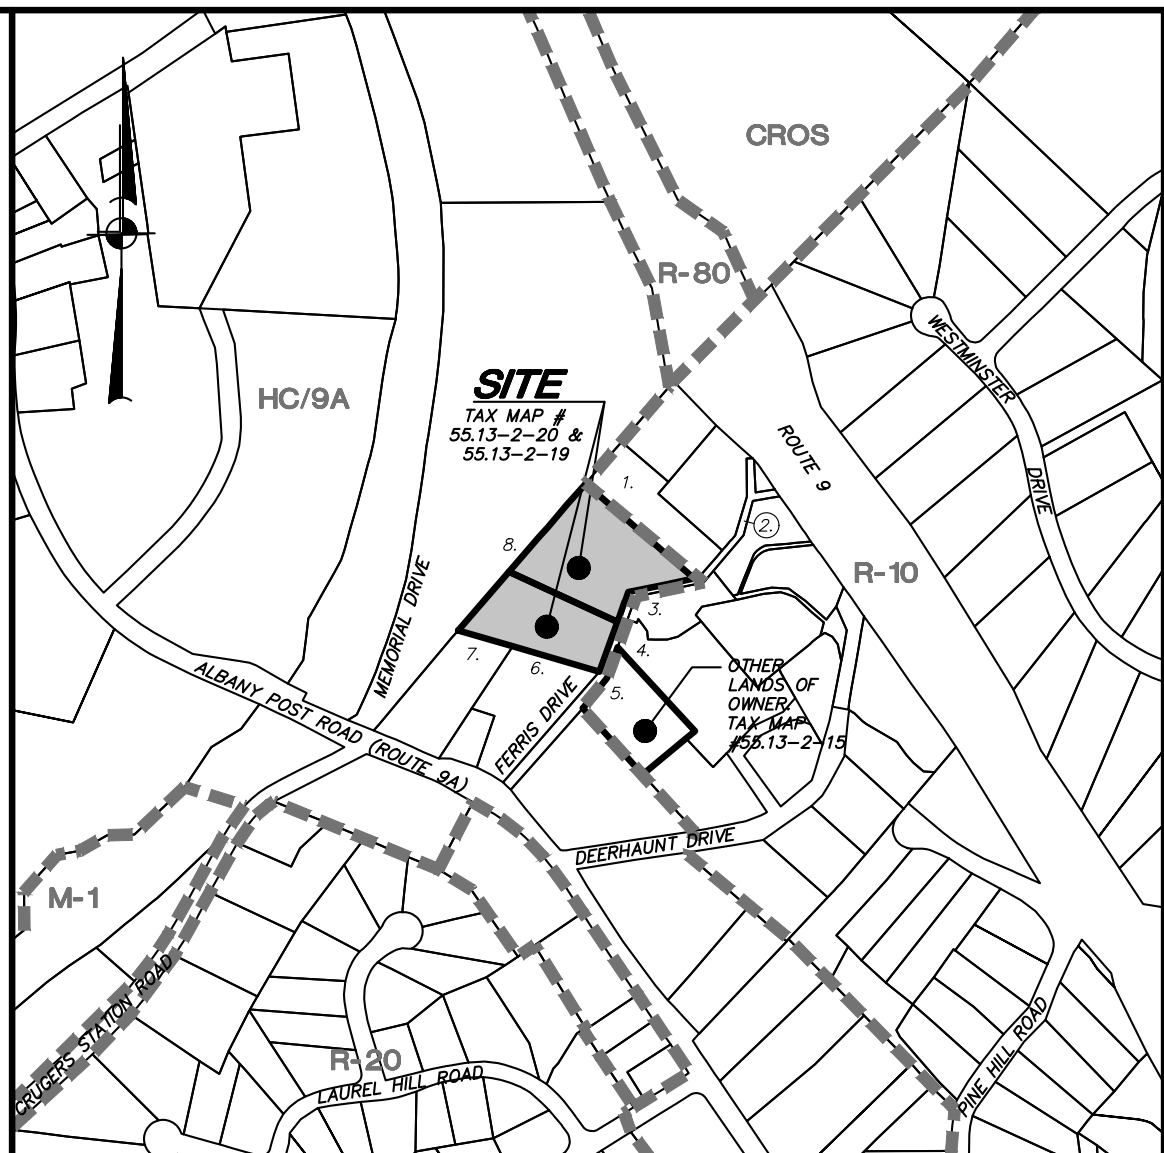 CROS
R-80
WESTMINSTER
DRIVE
SITE
TAX MAP #
55.13-2-20 &
55.13-2-19
HC/9A
ROUTE 9
1.
2.
8.
R-10
MEMORIAL DRIVE
3.
4.
7.
6.
5.
OTHER
LANDS OF
OWNER.
TAX MAP
#55.13-2-15
ALBANY POST ROAD (ROUTE 9A)
FERRIS DRIVE
DEERHAUNT DRIVE
M-1
CRUGERS STATION ROAD
R-20
LAUREL HILL ROAD
PINE HILL ROAD